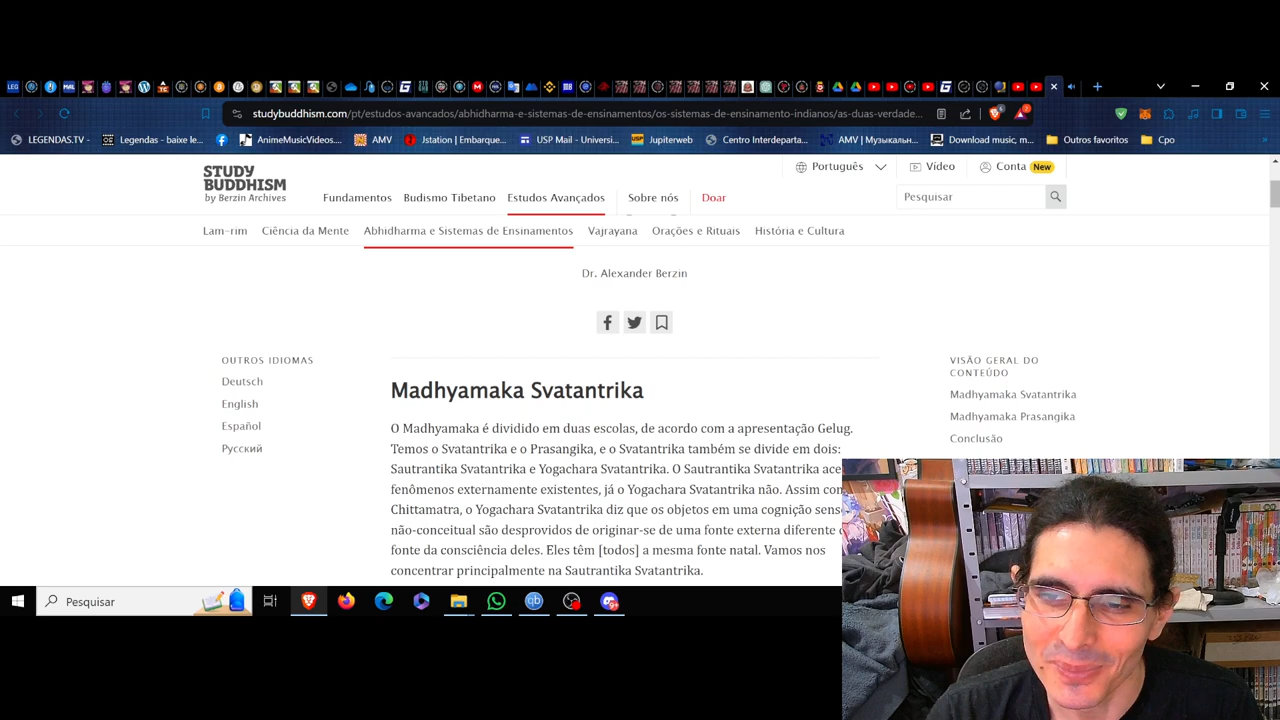 LEG
MAL
TC
studybuddhism.com/pt/estudos-avancados/abhidharma-e-sistemas-de-ensinamentos/os-sistemas-de-ensinamento-indianos/as-duas-verdade...
LEGENDAS.TV -
Legendas - baixe le...
AnimeMusicVideos....
AMV
Jstation | Embarque...
USP Mail - Universi...
Jupiterweb
Centro Interdeparta...
AMV | Музыкальн...
Download music, m...
Outros favoritos
Cpo
STUDY
BUDDHISM
by Berzin Archives
Português
Vídeo
Conta New
Fundamentos
Budismo Tibetano
Estudos Avançados
Sobre nós
Doar
Pesquisar
Lam-rim
Ciência da Mente
Abhidharma e Sistemas de Ensinamentos
Vajrayana
Orações e Rituais
História e Cultura
Dr. Alexander Berzin
OUTROS IDIOMAS
Deutsch
English
Español
Русский
Madhyamaka Svatantrika
O Madhyamaka é dividido em duas escolas, de acordo com a apresentação Gelug.
Temos o Svatantrika e o Prasangika, e o Svatantrika também se divide em dois:
Sautrantika Svatantrika e Yogachara Svatantrika. O Sautrantika Svatantrika ace
fenômenos externamente existentes, já o Yogachara Svatantrika não. Assim con
Chittamatra, o Yogachara Svatantrika diz que os objetos em uma cognição sens
não-conceitual são desprovidos de originar-se de uma fonte externa diferente
fonte da consciência deles. Eles têm [todos] a mesma fonte natal. Vamos nos
concentrar principalmente na Sautrantika Svatantrika.
VISÃO GERAL DO
CONTEÚDO
Madhyamaka Svatantrika
Madhyamaka Prasangika
Conclusão
Pesquisar